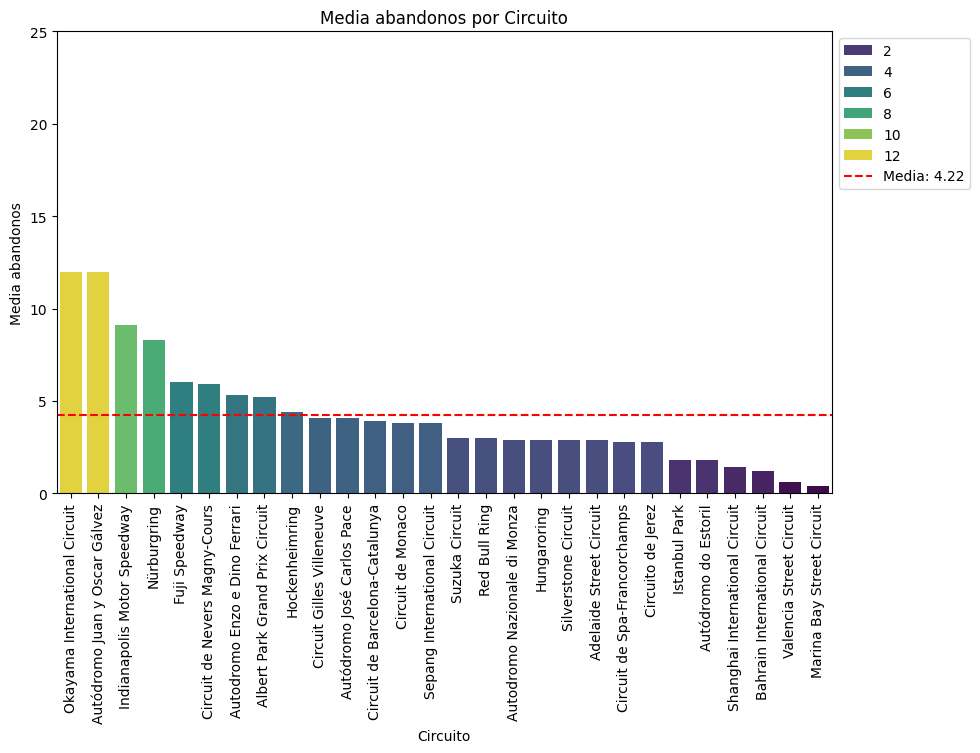 Media abandonos por Circuito
25
20
15
10
5
0
Media abandonos
2
4
6
8
10
12
Media: 4.22
Okayama International Circuit
Autódromo Juan y Oscar Gálvez
Indianapolis Motor Speedway
Nürburgring
Fuji Speedway
Circuit de Nevers Magny-Cours
Autodromo Enzo e Dino Ferrari
Albert Park Grand Prix Circuit
Hockenheimring
Circuit Gilles Villeneuve
Autódromo José Carlos Pace
Circuit de Barcelona-Catalunya
Circuit de Monaco
Sepang International Circuit
Suzuka Circuit
Red Bull Ring
Autodromo Nazionale di Monza
Hungaroring
Silverstone Circuit
Adelaide Street Circuit
Circuit de Spa-Francorchamps
Circuito de Jerez
Istanbul Park
Autódromo do Estoril
Shanghai International Circuit
Bahrain International Circuit
Valencia Street Circuit
Marina Bay Street Circuit
Circuito